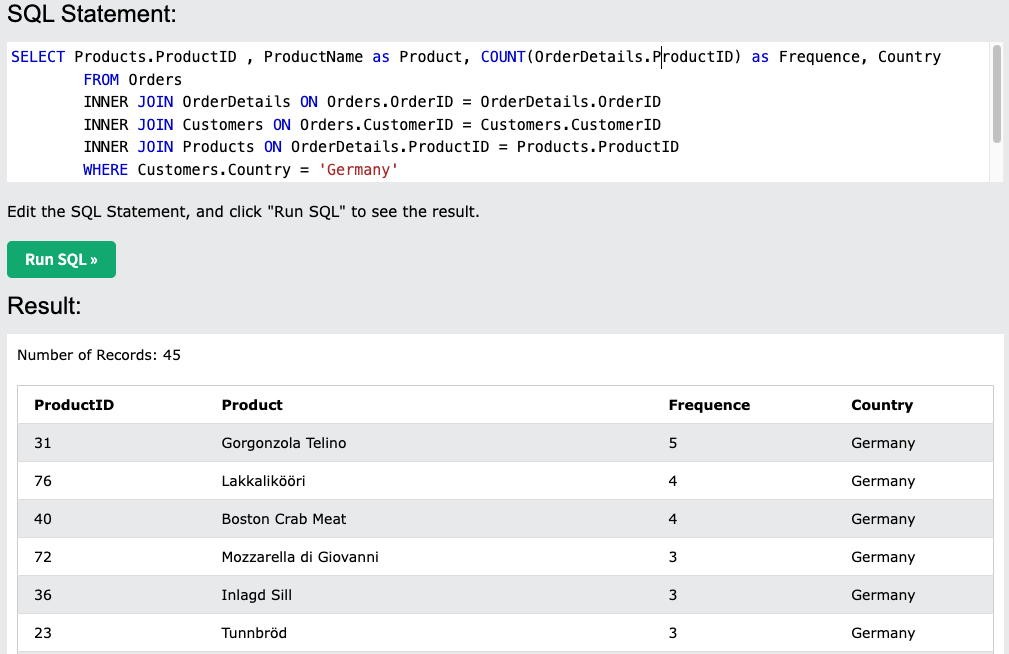 SQL Statement:
SELECT Products.ProductID , ProductName as Product, COUNT(OrderDetails.ProductID) as Frequence, Country
FROM Orders
INNER JOIN OrderDetails ON Orders.OrderID = OrderDetails.OrderID
INNER JOIN Customers ON Orders.CustomerID = Customers.CustomerID
INNER JOIN Products ON OrderDetails.ProductID = Products.ProductID
WHERE Customers.Country = 'Germany'
Edit the SQL Statement, and click "Run SQL" to see the result.
Run SQL »
Result:
Number of Records: 45
ProductID Product Frequence Country
31 Gorgonzola Telino 5 Germany
76 Lakkalikööri 4 Germany
40 Boston Crab Meat 4 Germany
72 Mozzarella di Giovanni 3 Germany
36 Inlagd Sill 3 Germany
23 Tunnbröd 3 Germany